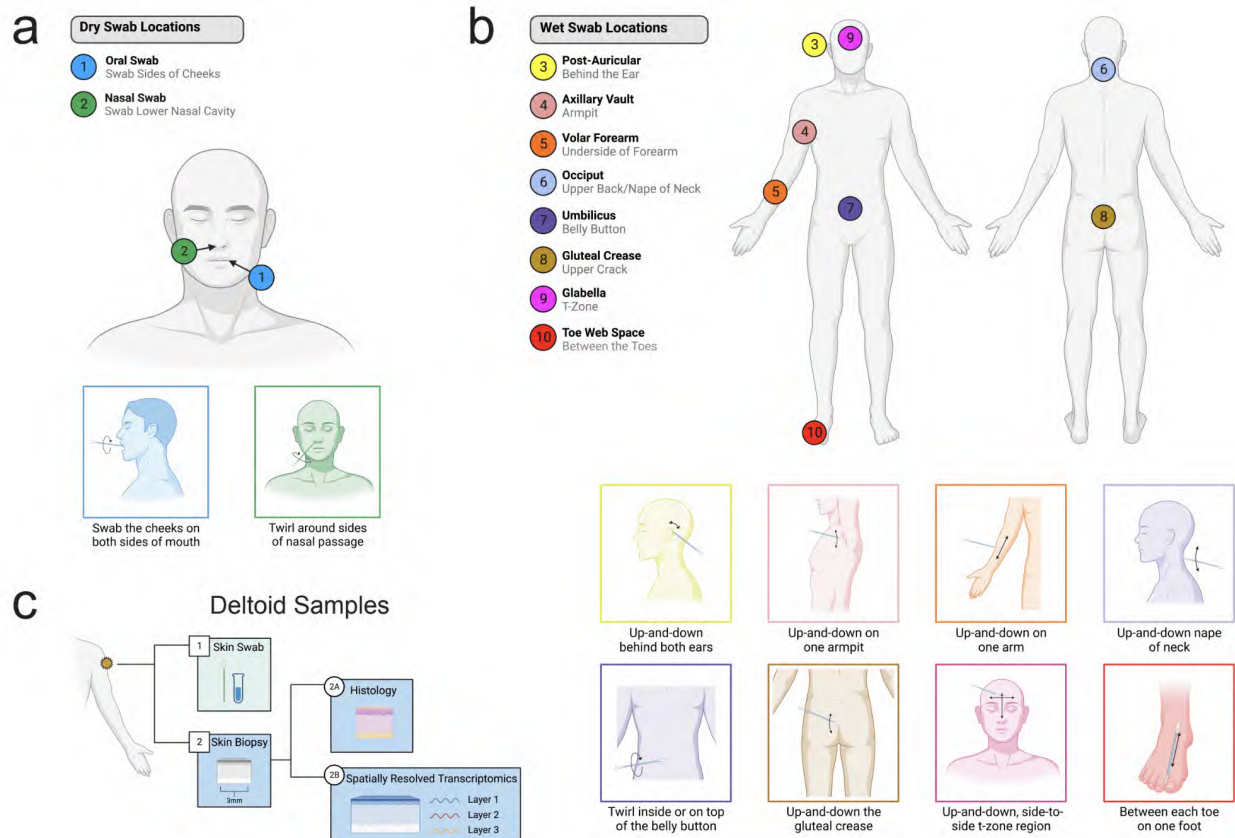 a
Dry Swab Locations
1
Oral Swab
Swab Sides of Cheeks
2
Nasal Swab
Swab Lower Nasal Cavity
2
1
Swab the cheeks on
both sides of mouth
Twirl around sides
of nasal passage
b
Wet Swab Locations
3
Post-Auricular
Behind the Ear
4
Axillary Vault
Armpit
5
Volar Forearm
Underside of Forearm
6
Occiput
Upper Back/Nape of Neck
7
Umbilicus
Belly Button
8
Gluteal Crease
Upper Crack
9
Glabella
T-Zone
10
Toe Web Space
Between the Toes
3
9
4
5
7
10
6
8
Up-and-down
behind both ears
Up-and-down on
one armpit
Up-and-down on
one arm
Up-and-down nape
of neck
Twirl inside or on top
of the belly button
Up-and-down the
gluteal crease
Up-and-down, side-to-
side t-zone region
Between each toe
on one foot
c
Deltoid Samples
1
Skin Swab
2
Skin Biopsy
3mm
2A
Histology
2B
Spatially Resolved Transcriptomics
Layer 1
Layer 2
Layer 3